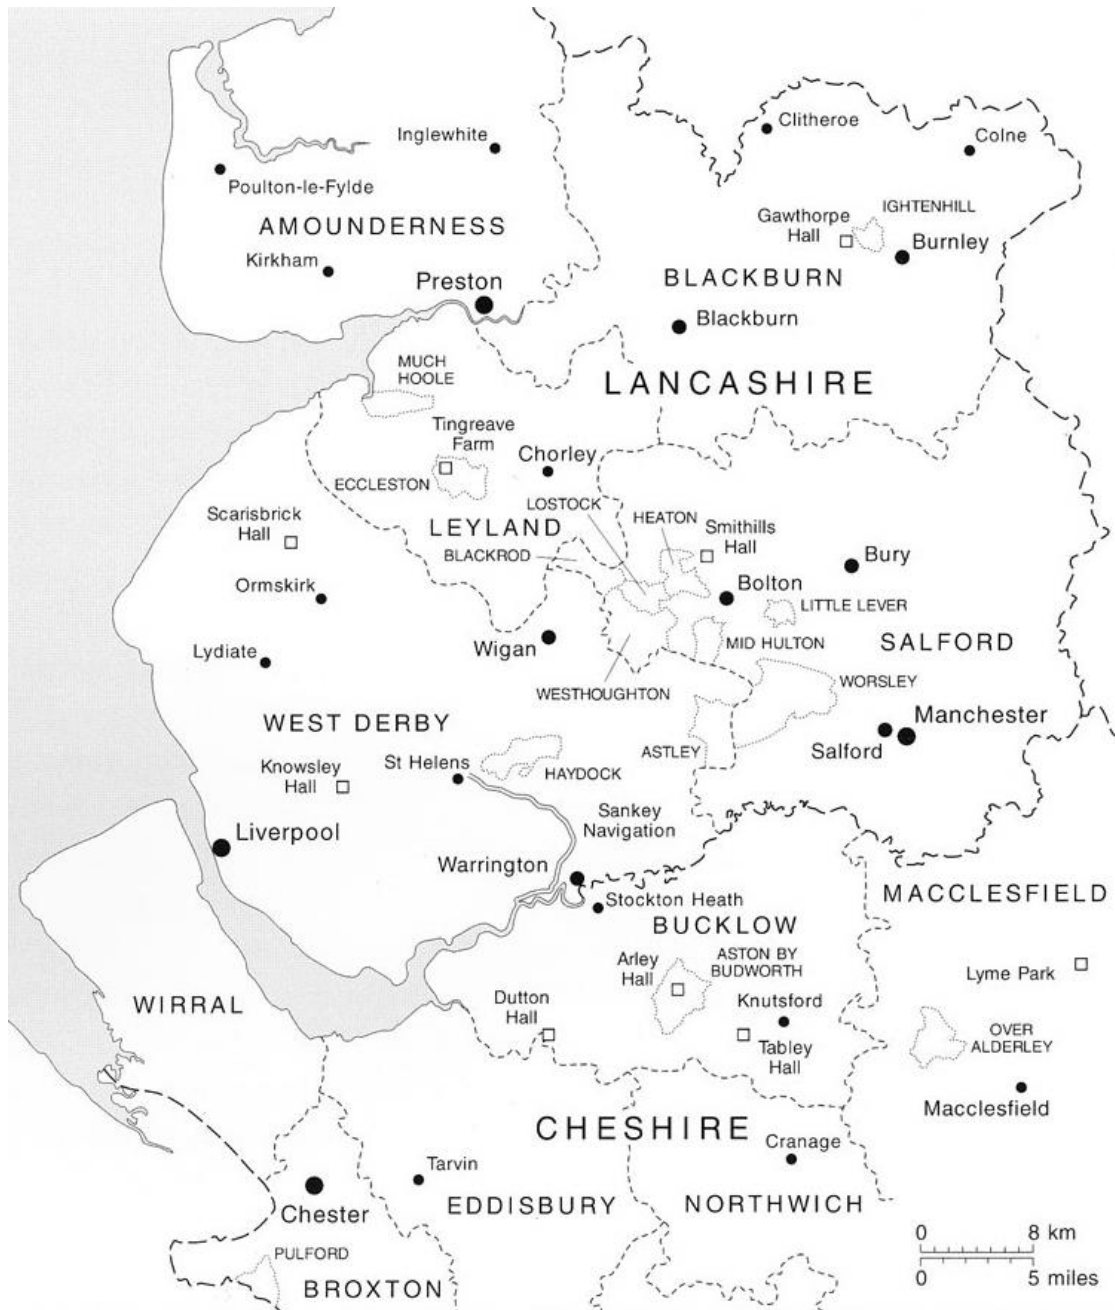 Clitheroe
Inglewhite
Colne
Poulton-le-Fylde
IGHTENHILL
AMOUNDERNESS
Gawthorpe
Hall
Burnley
Kirkham
Preston
BLACKBURN
Blackburn
MUCH
HOOLE
LANCASHIRE
Tingreave
Farm
Chorley
ECCLESTON
LOSTOCK
Scarisbrick
Hall
LEYLAND
HEATON
Smithills
Hall
BLACKROD
Bury
Ormskirk
Bolton
LITTLE LEVER
Lydiate
Wigan
MID HULTON
SALFORD
WESTHOUGHTON
WORSLEY
WEST DERBY
Manchester
Salford
ASTLEY
St Helens
Knowsley
Hall
HAYDOCK
Sankey
Navigation
Liverpool
Warrington
MACCLESFIELD
Stockton Heath
BUCKLOW
Arley
Hall
ASTON BY
BUDWORTH
Lyme Park
WIRRAL
Dutton
Hall
Knutsford
OVER
ALDERLEY
Tabley
Hall
Macclesfield
CHESHIRE
Cranage
Tarvin
EDDISBURY
NORTHWICH
Chester
PULFORD
BROXTON
0 8 km
0 5 miles